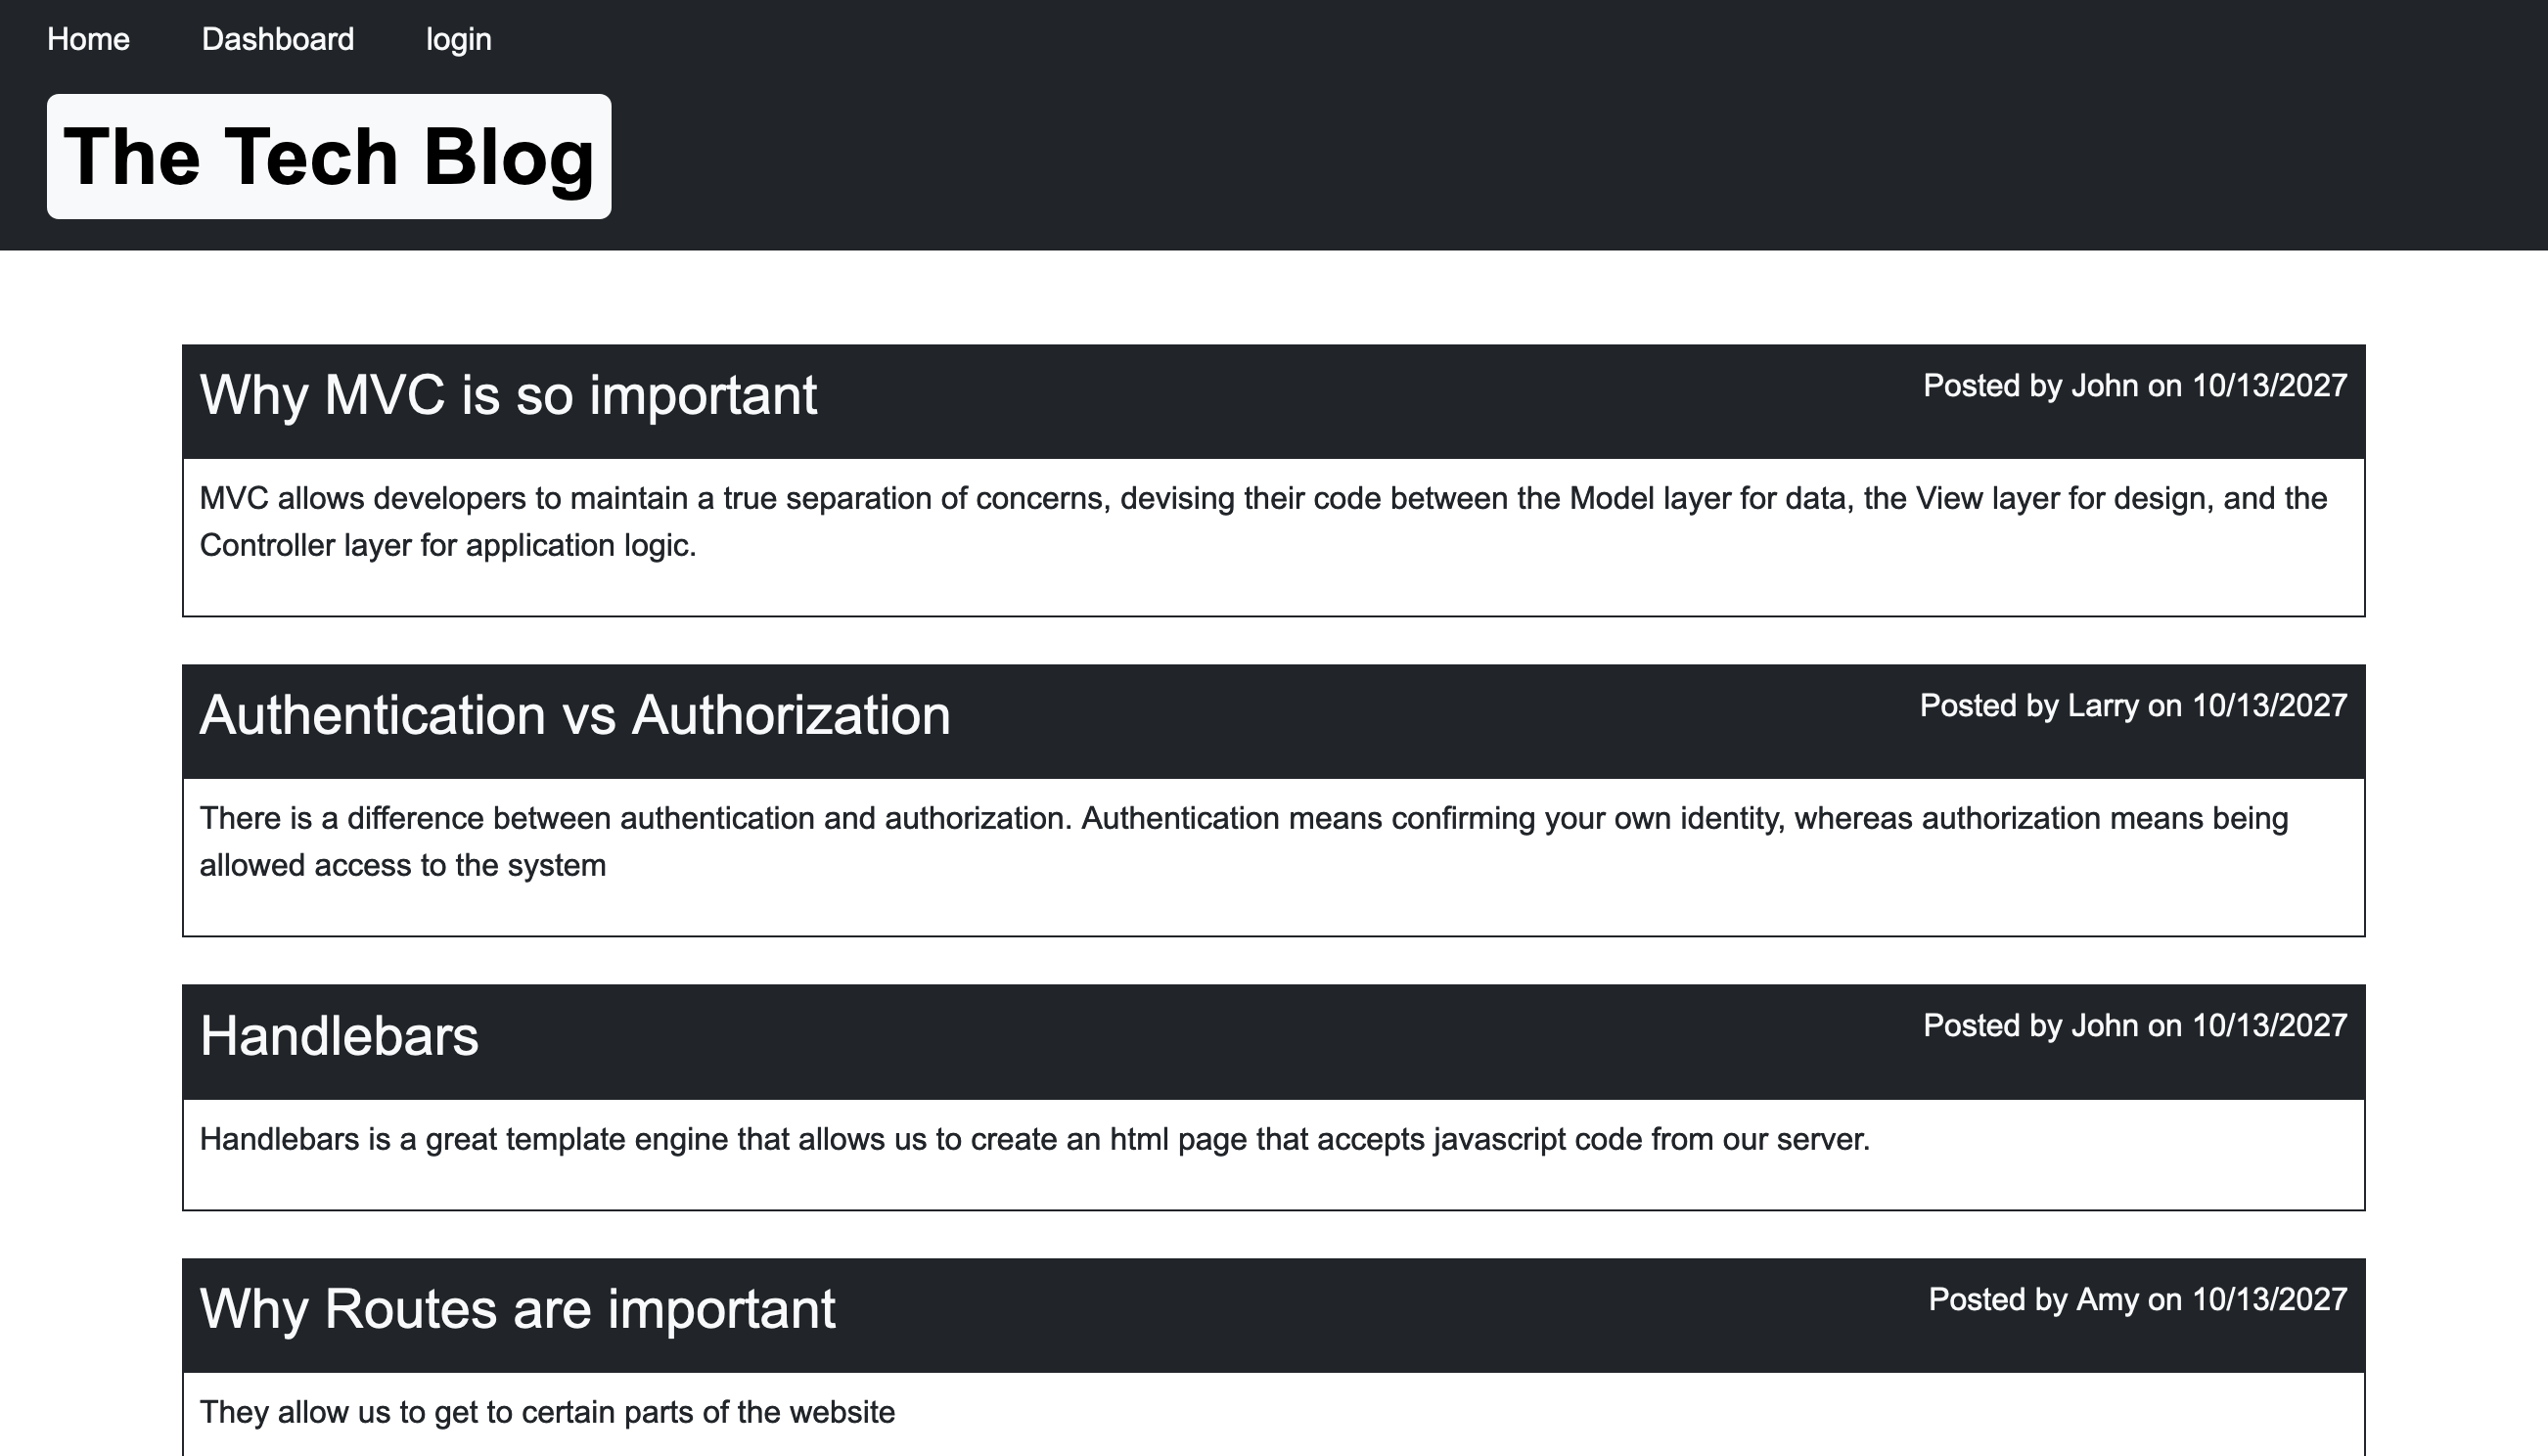 Home Dashboard login
The Tech Blog
Why MVC is so important
Posted by John on 10/13/2027
MVC allows developers to maintain a true separation of concerns, devising their code between the Model layer for data, the View layer for design, and the
Controller layer for application logic.
Authentication vs Authorization
Posted by Larry on 10/13/2027
There is a difference between authentication and authorization. Authentication means confirming your own identity, whereas authorization means being
allowed access to the system
Handlebars
Posted by John on 10/13/2027
Handlebars is a great template engine that allows us to create an html page that accepts javascript code from our server.
Why Routes are important
Posted by Amy on 10/13/2027
They allow us to get to certain parts of the website